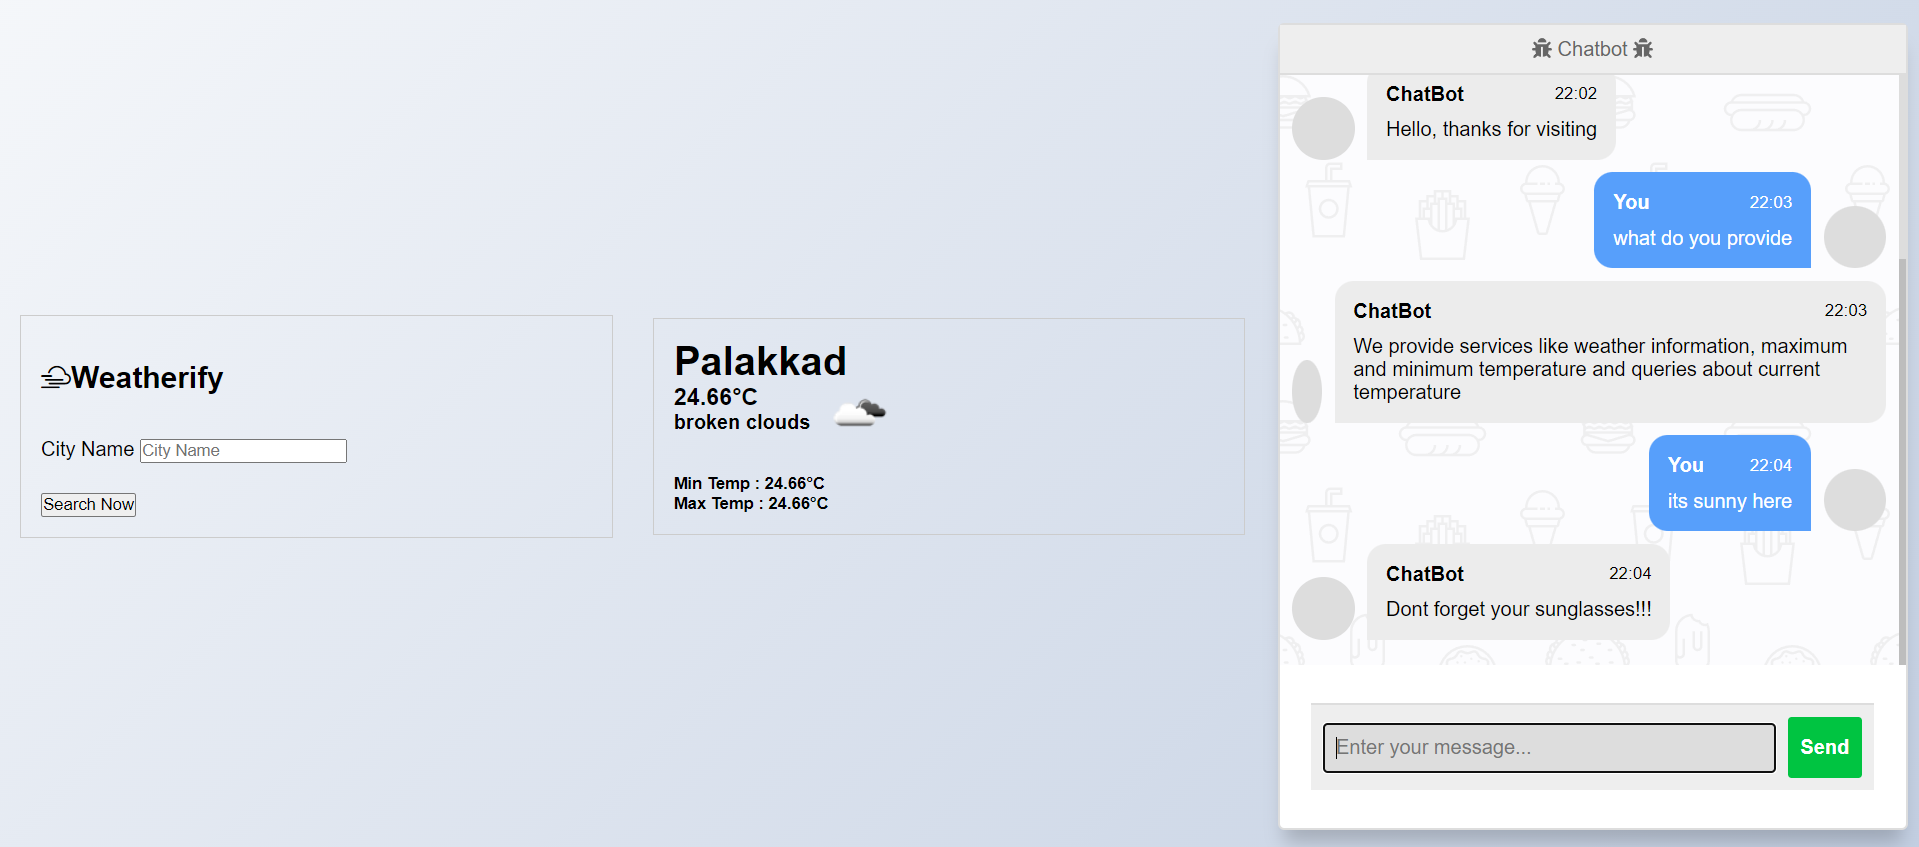 Weatherify
City Name City Name
Search Now
Palakkad
24.66°C
broken clouds
Min Temp : 24.66°C
Max Temp : 24.66°C
Chatbot
ChatBot 22:02
Hello, thanks for visiting
You 22:03
what do you provide
ChatBot 22:03
We provide services like weather information, maximum
and minimum temperature and queries about current
temperature
You 22:04
its sunny here
ChatBot 22:04
Dont forget your sunglasses!!!
Enter your message...
Send